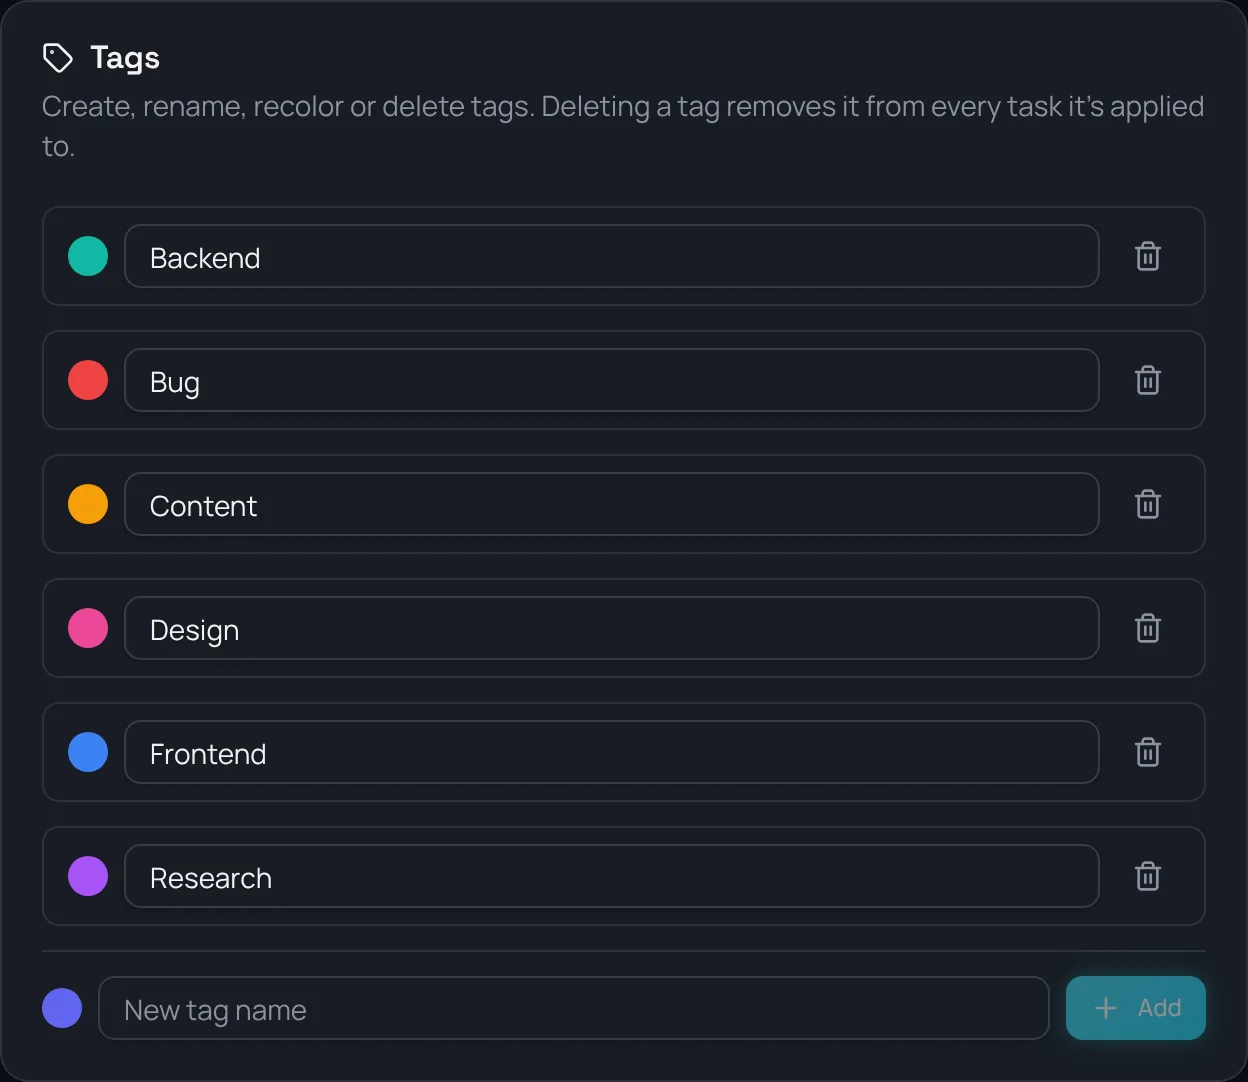 Tags
Create, rename, recolor or delete tags. Deleting a tag removes it from every task it's applied
to.
Backend
Bug
Content
Design
Frontend
Research
New tag name
Add